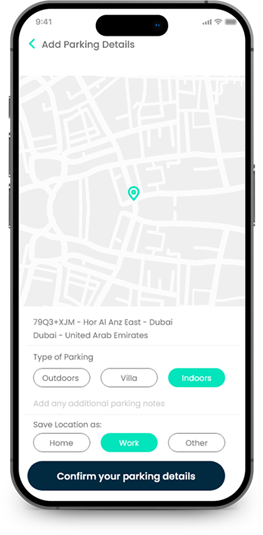 9:41
Add Parking Details
79Q3+XJM - Hor Al Anz East - Dubai
Dubai - United Arab Emirates
Type of Parking
Outdoors Villa Indoors
Add any additional parking notes
Save Location as:
Home Work Other
Confirm your parking details